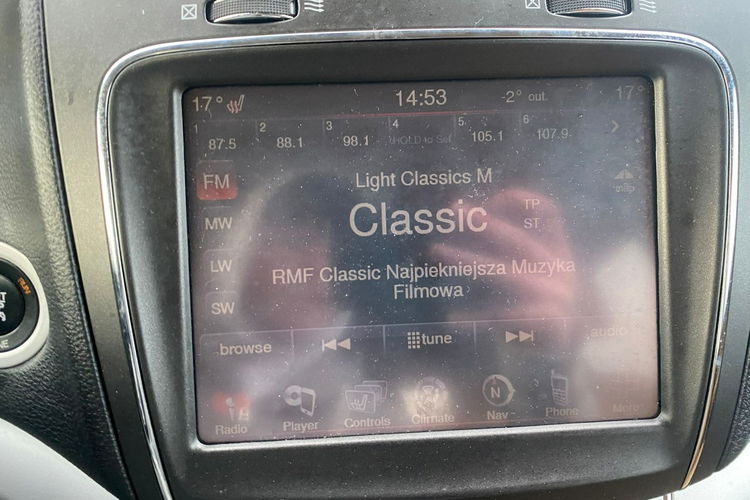 17° 14:53 -2° out. 17°
1 2 3 4 5 6
87.5 88.1 98.1 HOLD to Set 105.1 107.9
FM Light Classics M
MW Classic TP
ST
LW RMF Classic Najpiekniejsza Muzyka
Filmowa
SW
browse tune audio
Radio Player Controls Climate Nav Phone More
RUN